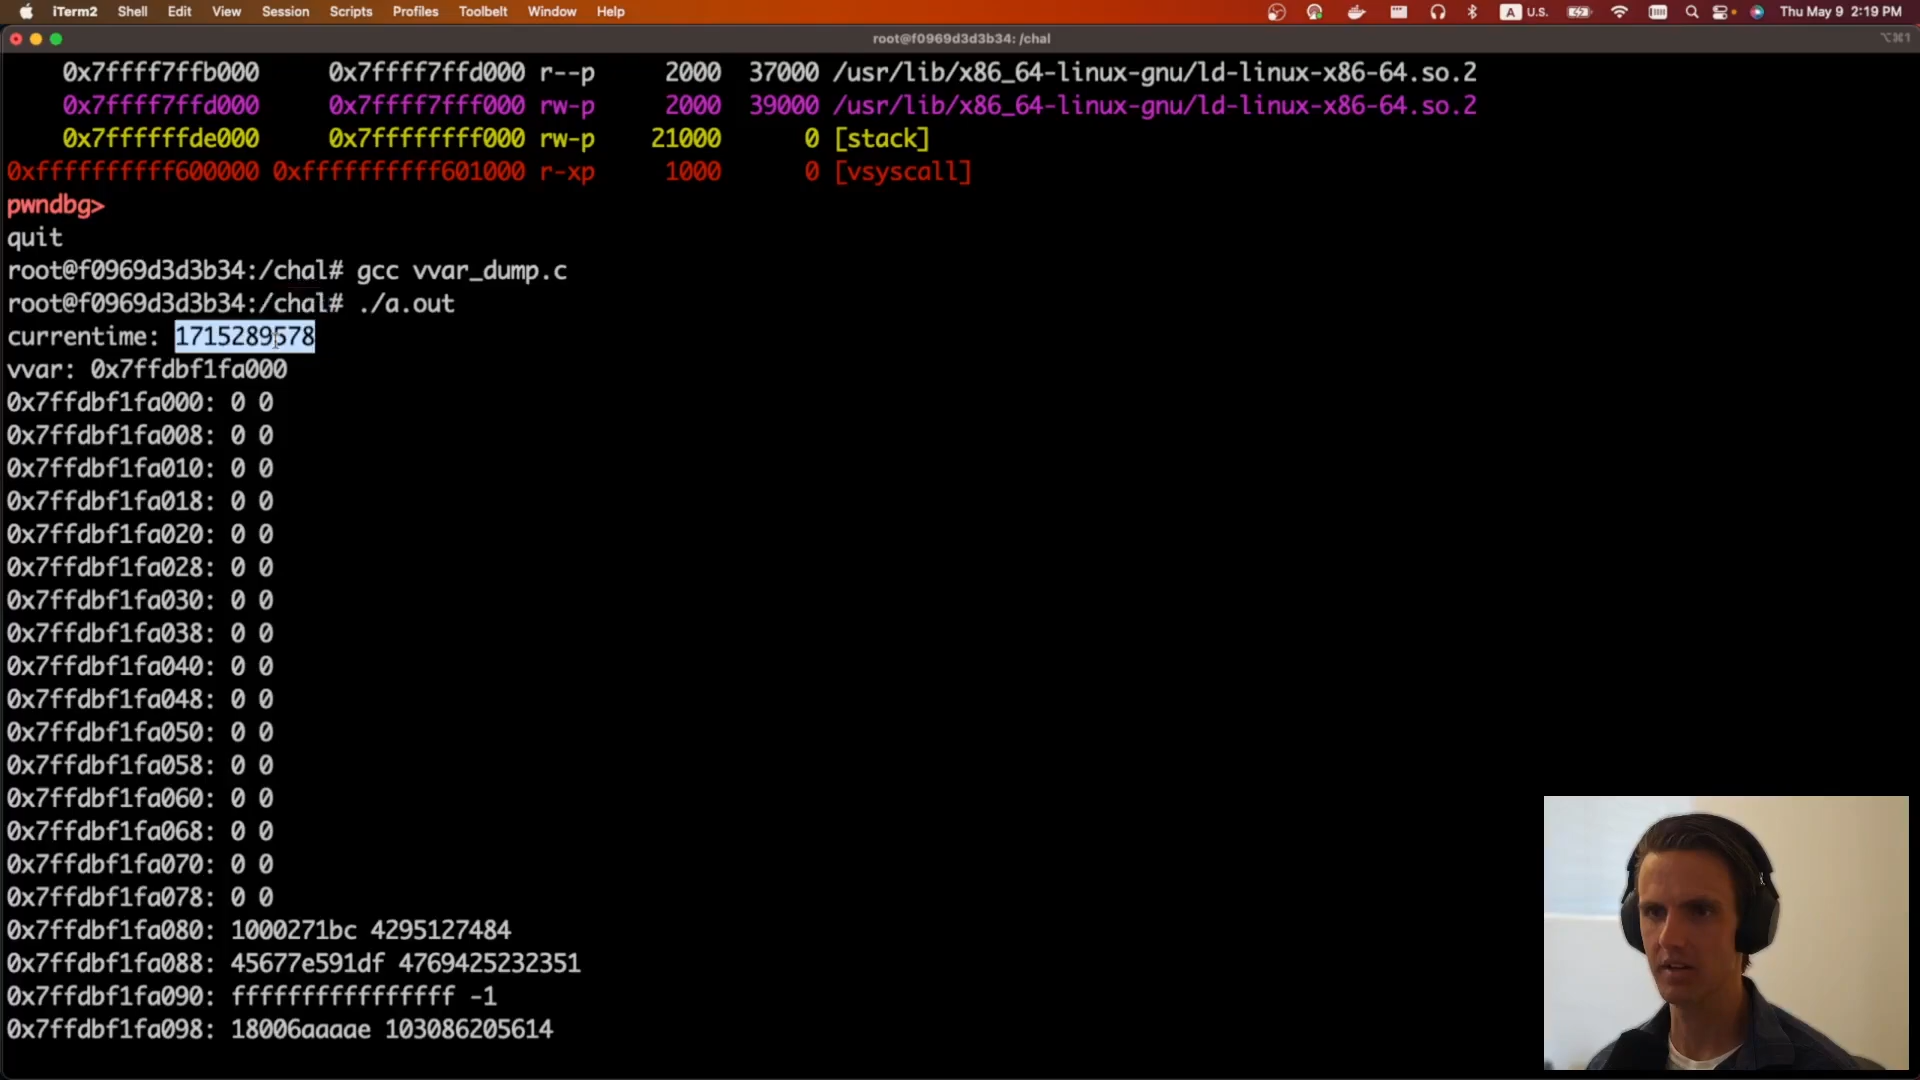 iTerm2 Shell Edit View Session Scripts Profiles Toolbelt Window Help A U.S. Thu May 9 2:19 PM
root@f0969d3d3b34: /chal ⌥⌘1
0x7ffff7ffb000 0x7ffff7ffd000 r--p 2000 37000 /usr/lib/x86_64-linux-gnu/ld-linux-x86-64.so.2
0x7ffff7ffd000 0x7ffff7fff000 rw-p 2000 39000 /usr/lib/x86_64-linux-gnu/ld-linux-x86-64.so.2
0x7ffffffde000 0x7ffffffff000 rw-p 21000 0 [stack]
0xffffffffff600000 0xffffffffff601000 r-xp 1000 0 [vsyscall]
pwndbg>
quit
root@f0969d3d3b34:/chal# gcc vvar_dump.c
root@f0969d3d3b34:/chal# ./a.out
currentime: 1715289578
vvar: 0x7ffdbf1fa000
0x7ffdbf1fa000: 0 0
0x7ffdbf1fa008: 0 0
0x7ffdbf1fa010: 0 0
0x7ffdbf1fa018: 0 0
0x7ffdbf1fa020: 0 0
0x7ffdbf1fa028: 0 0
0x7ffdbf1fa030: 0 0
0x7ffdbf1fa038: 0 0
0x7ffdbf1fa040: 0 0
0x7ffdbf1fa048: 0 0
0x7ffdbf1fa050: 0 0
0x7ffdbf1fa058: 0 0
0x7ffdbf1fa060: 0 0
0x7ffdbf1fa068: 0 0
0x7ffdbf1fa070: 0 0
0x7ffdbf1fa078: 0 0
0x7ffdbf1fa080: 1000271bc 4295127484
0x7ffdbf1fa088: 45677e591df 4769425232351
0x7ffdbf1fa090: ffffffffffffffff -1
0x7ffdbf1fa098: 18006aaaae 103086205614